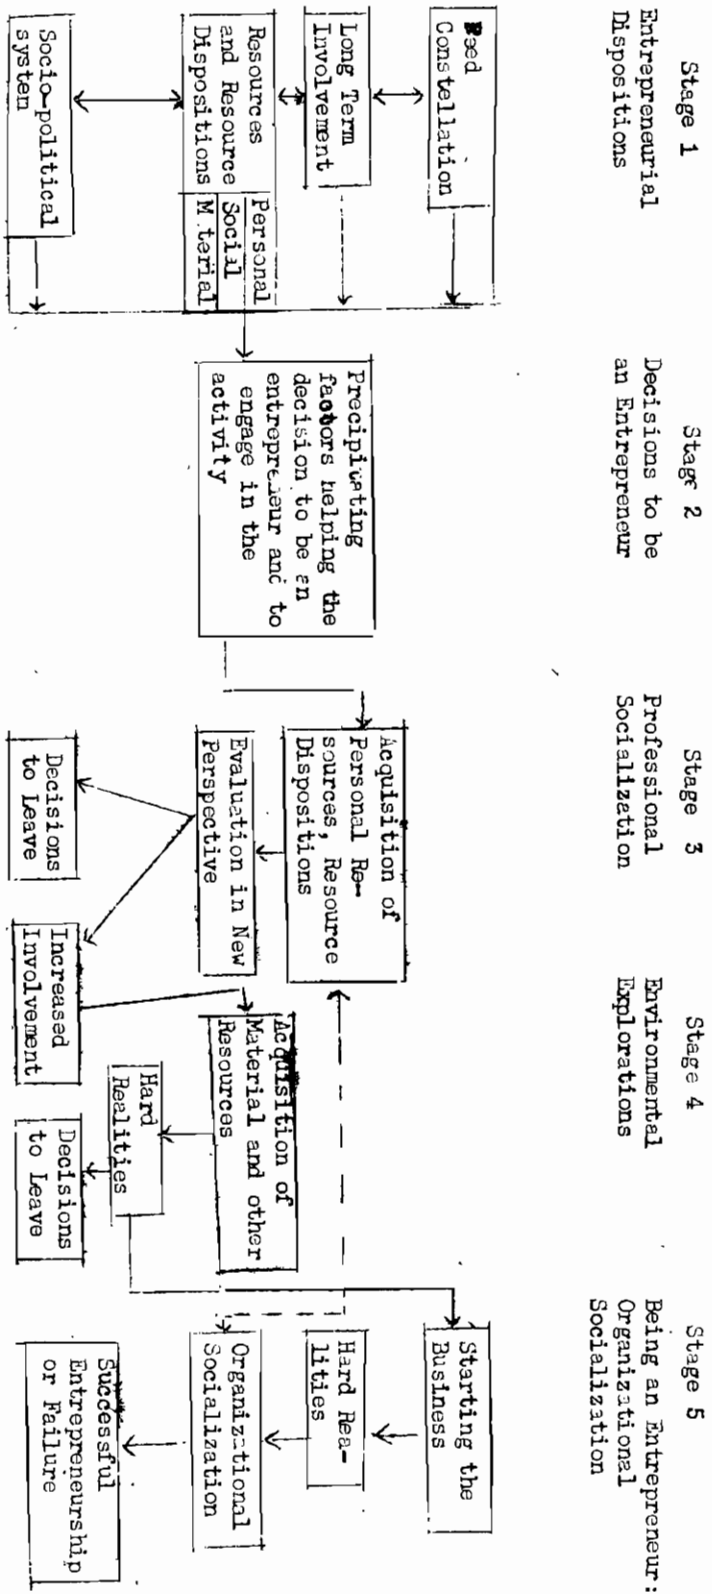 Stage 1
Entrepreneurial
Dispositions
Need
Constellation
Long Term
Involvement
Resources
and Resource
Dispositions
Personal
Social
Material
Socio-political
system
Stage 2
Decisions to be
an Entrepreneur
Precipitating
factors helping the
decision to be an
entrepreneur and to
engage in the
activity
Stage 3
Professional
Socialization
Acquisition of
Personal Re-
sources, Resource
Dispositions
Evaluation in New
Perspective
Decisions
to Leave
Increased
Involvement
Stage 4
Environmental
Explorations
Acquisition of
Material and other
Resources
Hard
Realities
Decisions
to Leave
Stage 5
Being an Entrepreneur:
Organizational
Socialization
Starting the
Business
Hard Rea-
lities
Organizational
Socialization
Successful
Entrepreneurship
or Failure